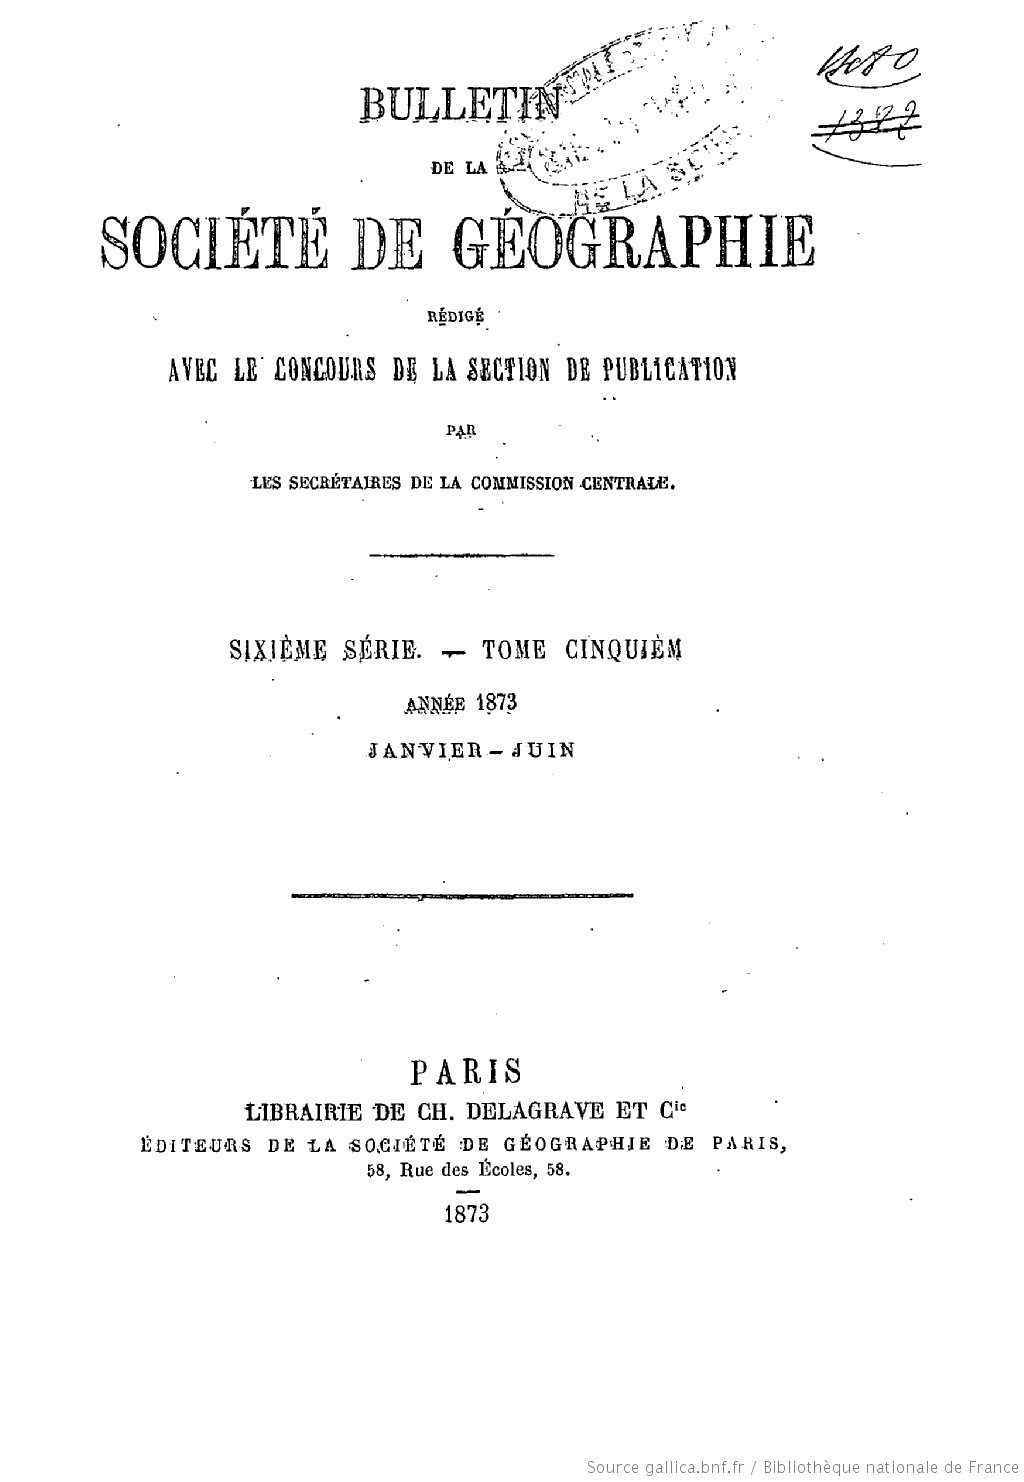 BULLETIN
DE LA
SOCIÉTÉ DE GÉOGRAPHIE
RÉDIGÉ
AVEC LE CONCOURS DE LA SECTION DE PUBLICATION
PAR
LES SECRÉTAIRES DE LA COMMISSION CENTRALE.
SIXIÈME SÉRIE. — TOME CINQUIÈM
ANNÉE 1873
JANVIER — JUIN
PARIS
LIBRAIRIE DE CH. DELAGRAVE ET Cie
ÉDITEURS DE LA SOCIÉTÉ DE GÉOGRAPHIE DE PARIS,
58, Rue des Écoles, 58.
1873
DE LA
Source gallica.bnf.fr / Bibliothèque nationale de France